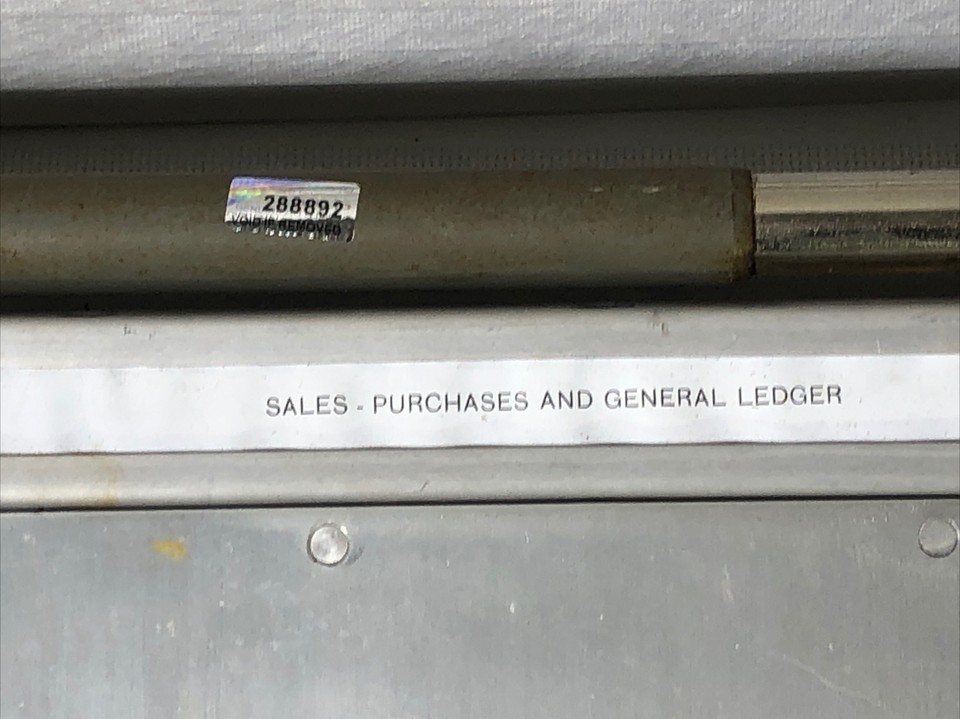 288892
VOID IF REMOVED
SALES - PURCHASES AND GENERAL LEDGER